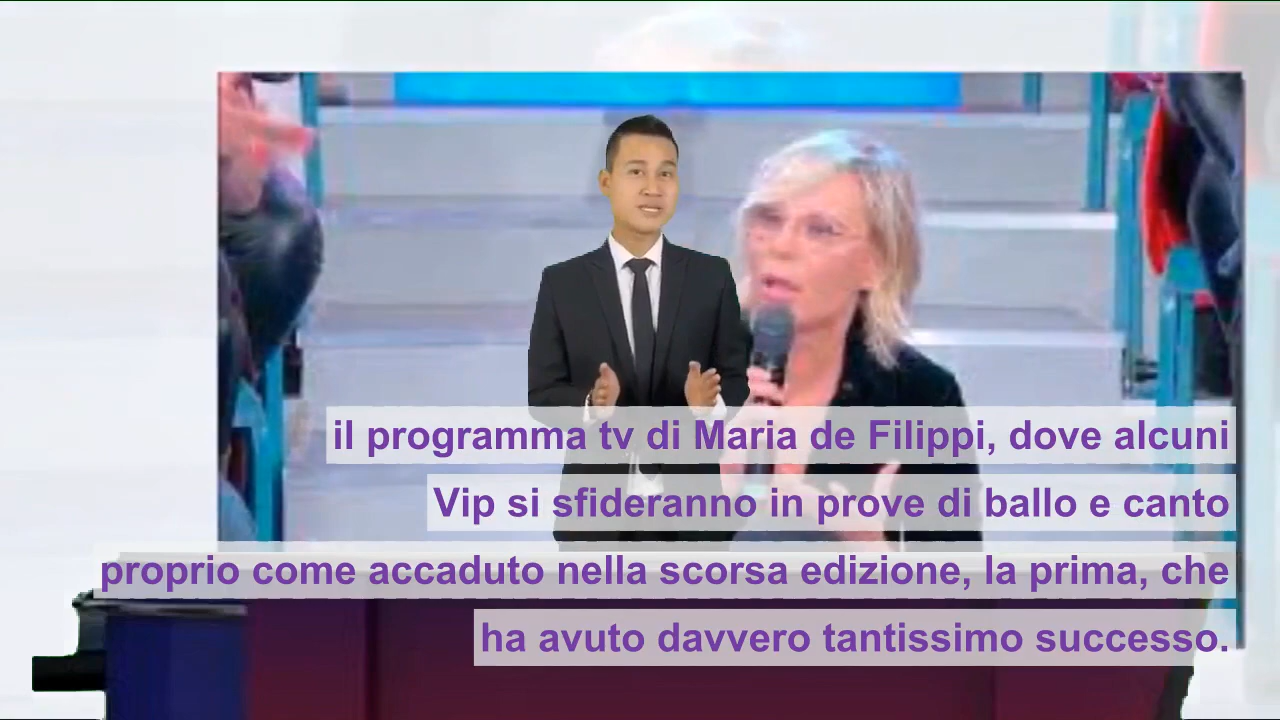 il programma tv di Maria de Filippi, dove alcuni
Vip si sfideranno in prove di ballo e canto
proprio come accaduto nella scorsa edizione, la prima, che
ha avuto davvero tantissimo successo.